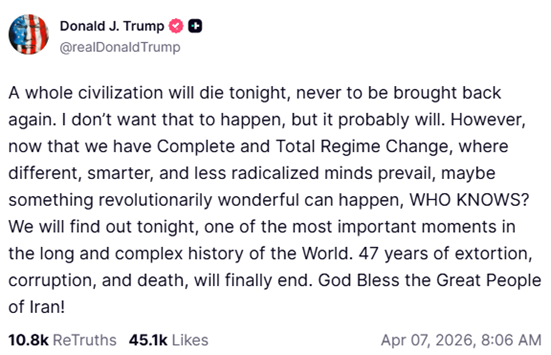 Donald J. Trump
@realDonaldTrump
A whole civilization will die tonight, never to be brought back
again. I don’t want that to happen, but it probably will. However,
now that we have Complete and Total Regime Change, where
different, smarter, and less radicalized minds prevail, maybe
something revolutionarily wonderful can happen, WHO KNOWS?
We will find out tonight, one of the most important moments in
the long and complex history of the World. 47 years of extortion,
corruption, and death, will finally end. God Bless the Great People
of Iran!
10.8k ReTruths 45.1k Likes Apr 07, 2026, 8:06 AM